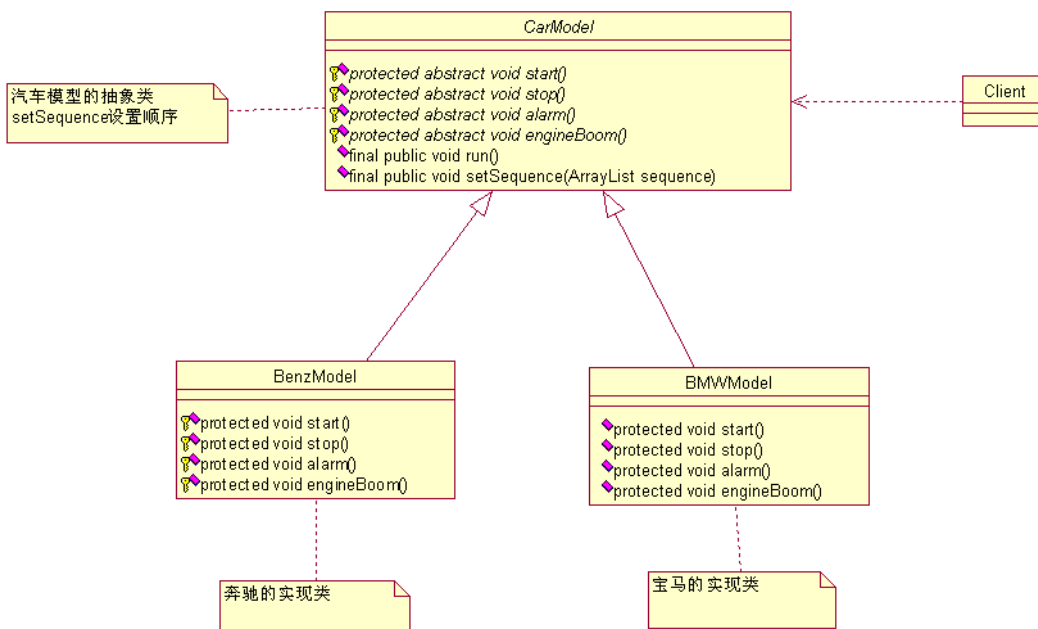 CarModel
protected abstract void start()
protected abstract void stop()
protected abstract void alarm()
protected abstract void engineBoom()
final public void run()
final public void setSequence(ArrayList sequence)
汽车模型的抽象类
setSequence设置顺序
Client
BenzModel
protected void start()
protected void stop()
protected void alarm()
protected void engineBoom()
BMWModel
protected void start()
protected void stop()
protected void alarm()
protected void engineBoom()
奔驰的实现类
宝马的实现类